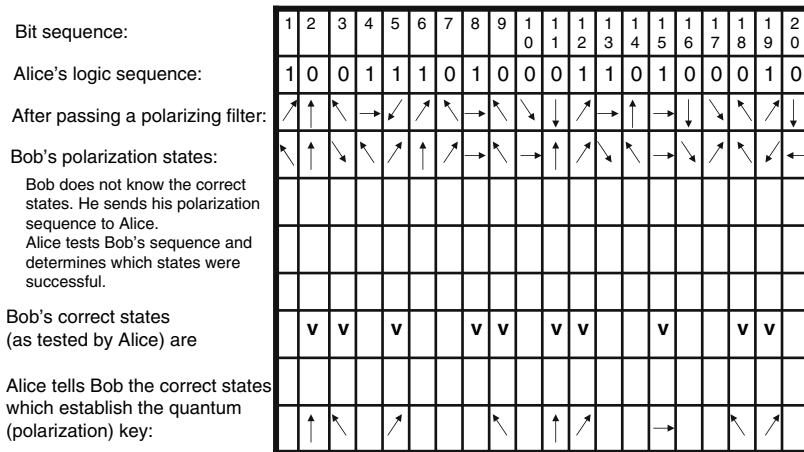 Bit sequence: 1 2 3 4 5 6 7 8 9 10 11 12 13 14 15 16 17 18 19 20
Alice's logic sequence: 1 0 0 1 1 1 0 1 0 0 0 1 1 0 1 0 0 0 1 0
After passing a polarizing filter:
Bob's polarization states:
Bob does not know the correct
states. He sends his polarization
sequence to Alice.
Alice tests Bob's sequence and
determines which states were
successful.
Bob's correct states
(as tested by Alice) are v v v v v v v v v v
Alice tells Bob the correct states
which establish the quantum
(polarization) key: